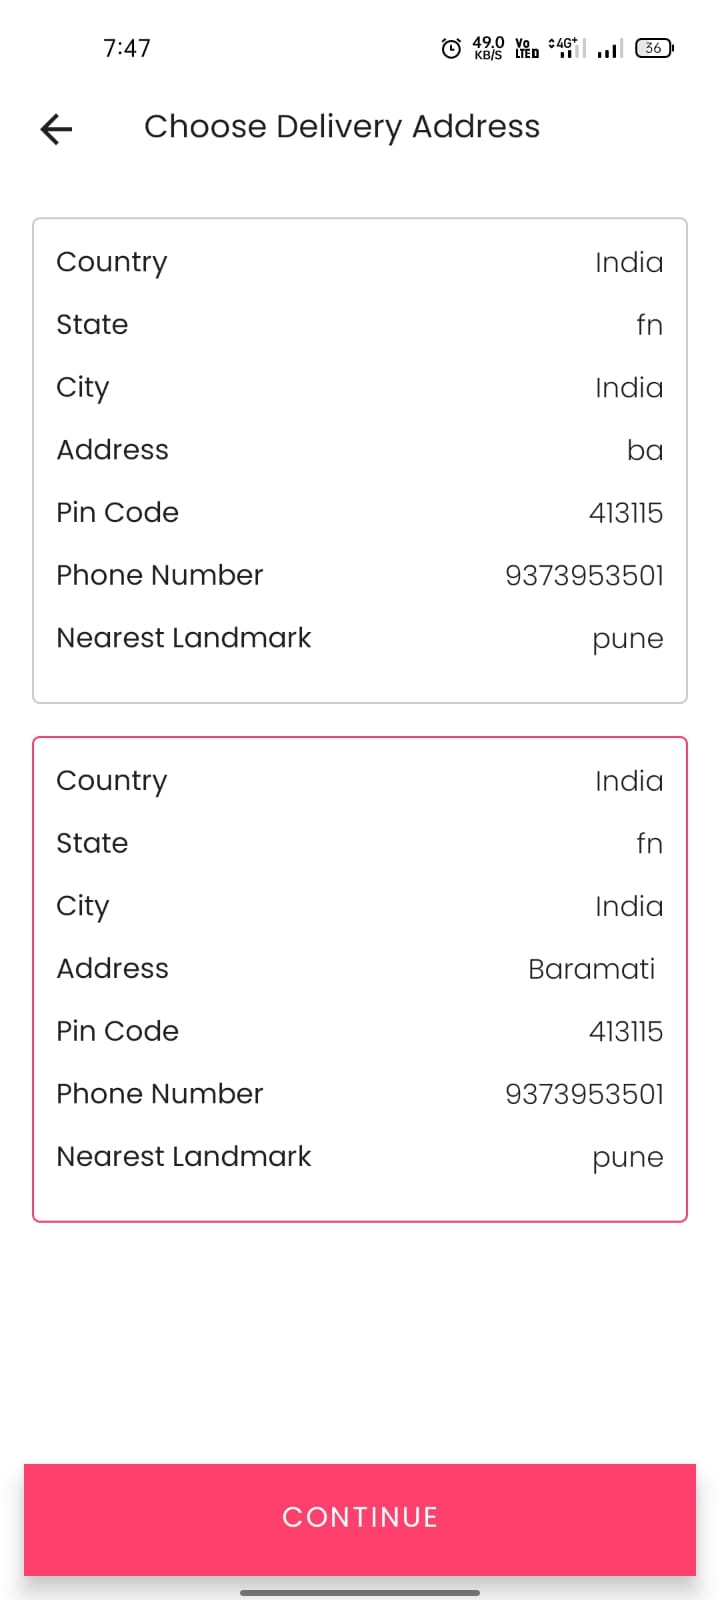 7:47 49.0 KB/S Vo LTE D 4G+ 36
Choose Delivery Address
Country India
State fn
City India
Address ba
Pin Code 413115
Phone Number 9373953501
Nearest Landmark pune
Country India
State fn
City India
Address Baramati
Pin Code 413115
Phone Number 9373953501
Nearest Landmark pune
CONTINUE